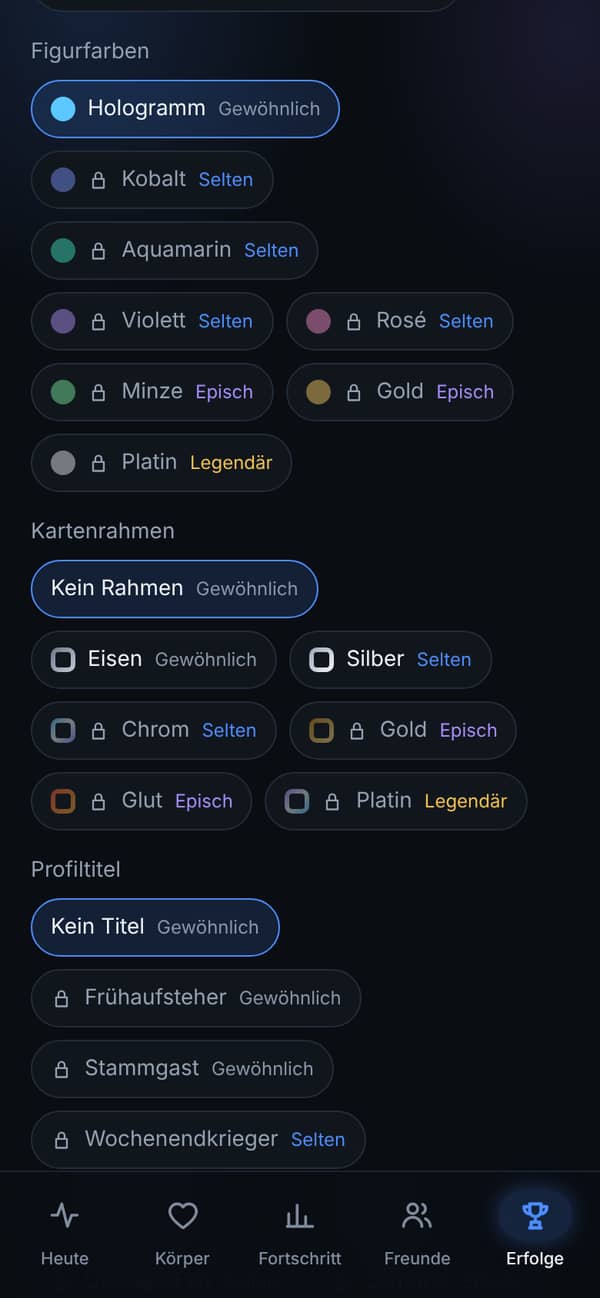 Figurfarben
Hologramm Gewöhnlich
Kobalt Selten
Aquamarin Selten
Violett Selten Rosé Selten
Minze Episch Gold Episch
Platin Legendär
Kartenrahmen
Kein Rahmen Gewöhnlich
Eisen Gewöhnlich Silber Selten
Chrom Selten Gold Episch
Glut Episch Platin Legendär
Profiltitel
Kein Titel Gewöhnlich
Frühaufsteher Gewöhnlich
Stammgast Gewöhnlich
Wochenendkrieger Selten
Heute Körper Fortschritt Freunde Erfolge